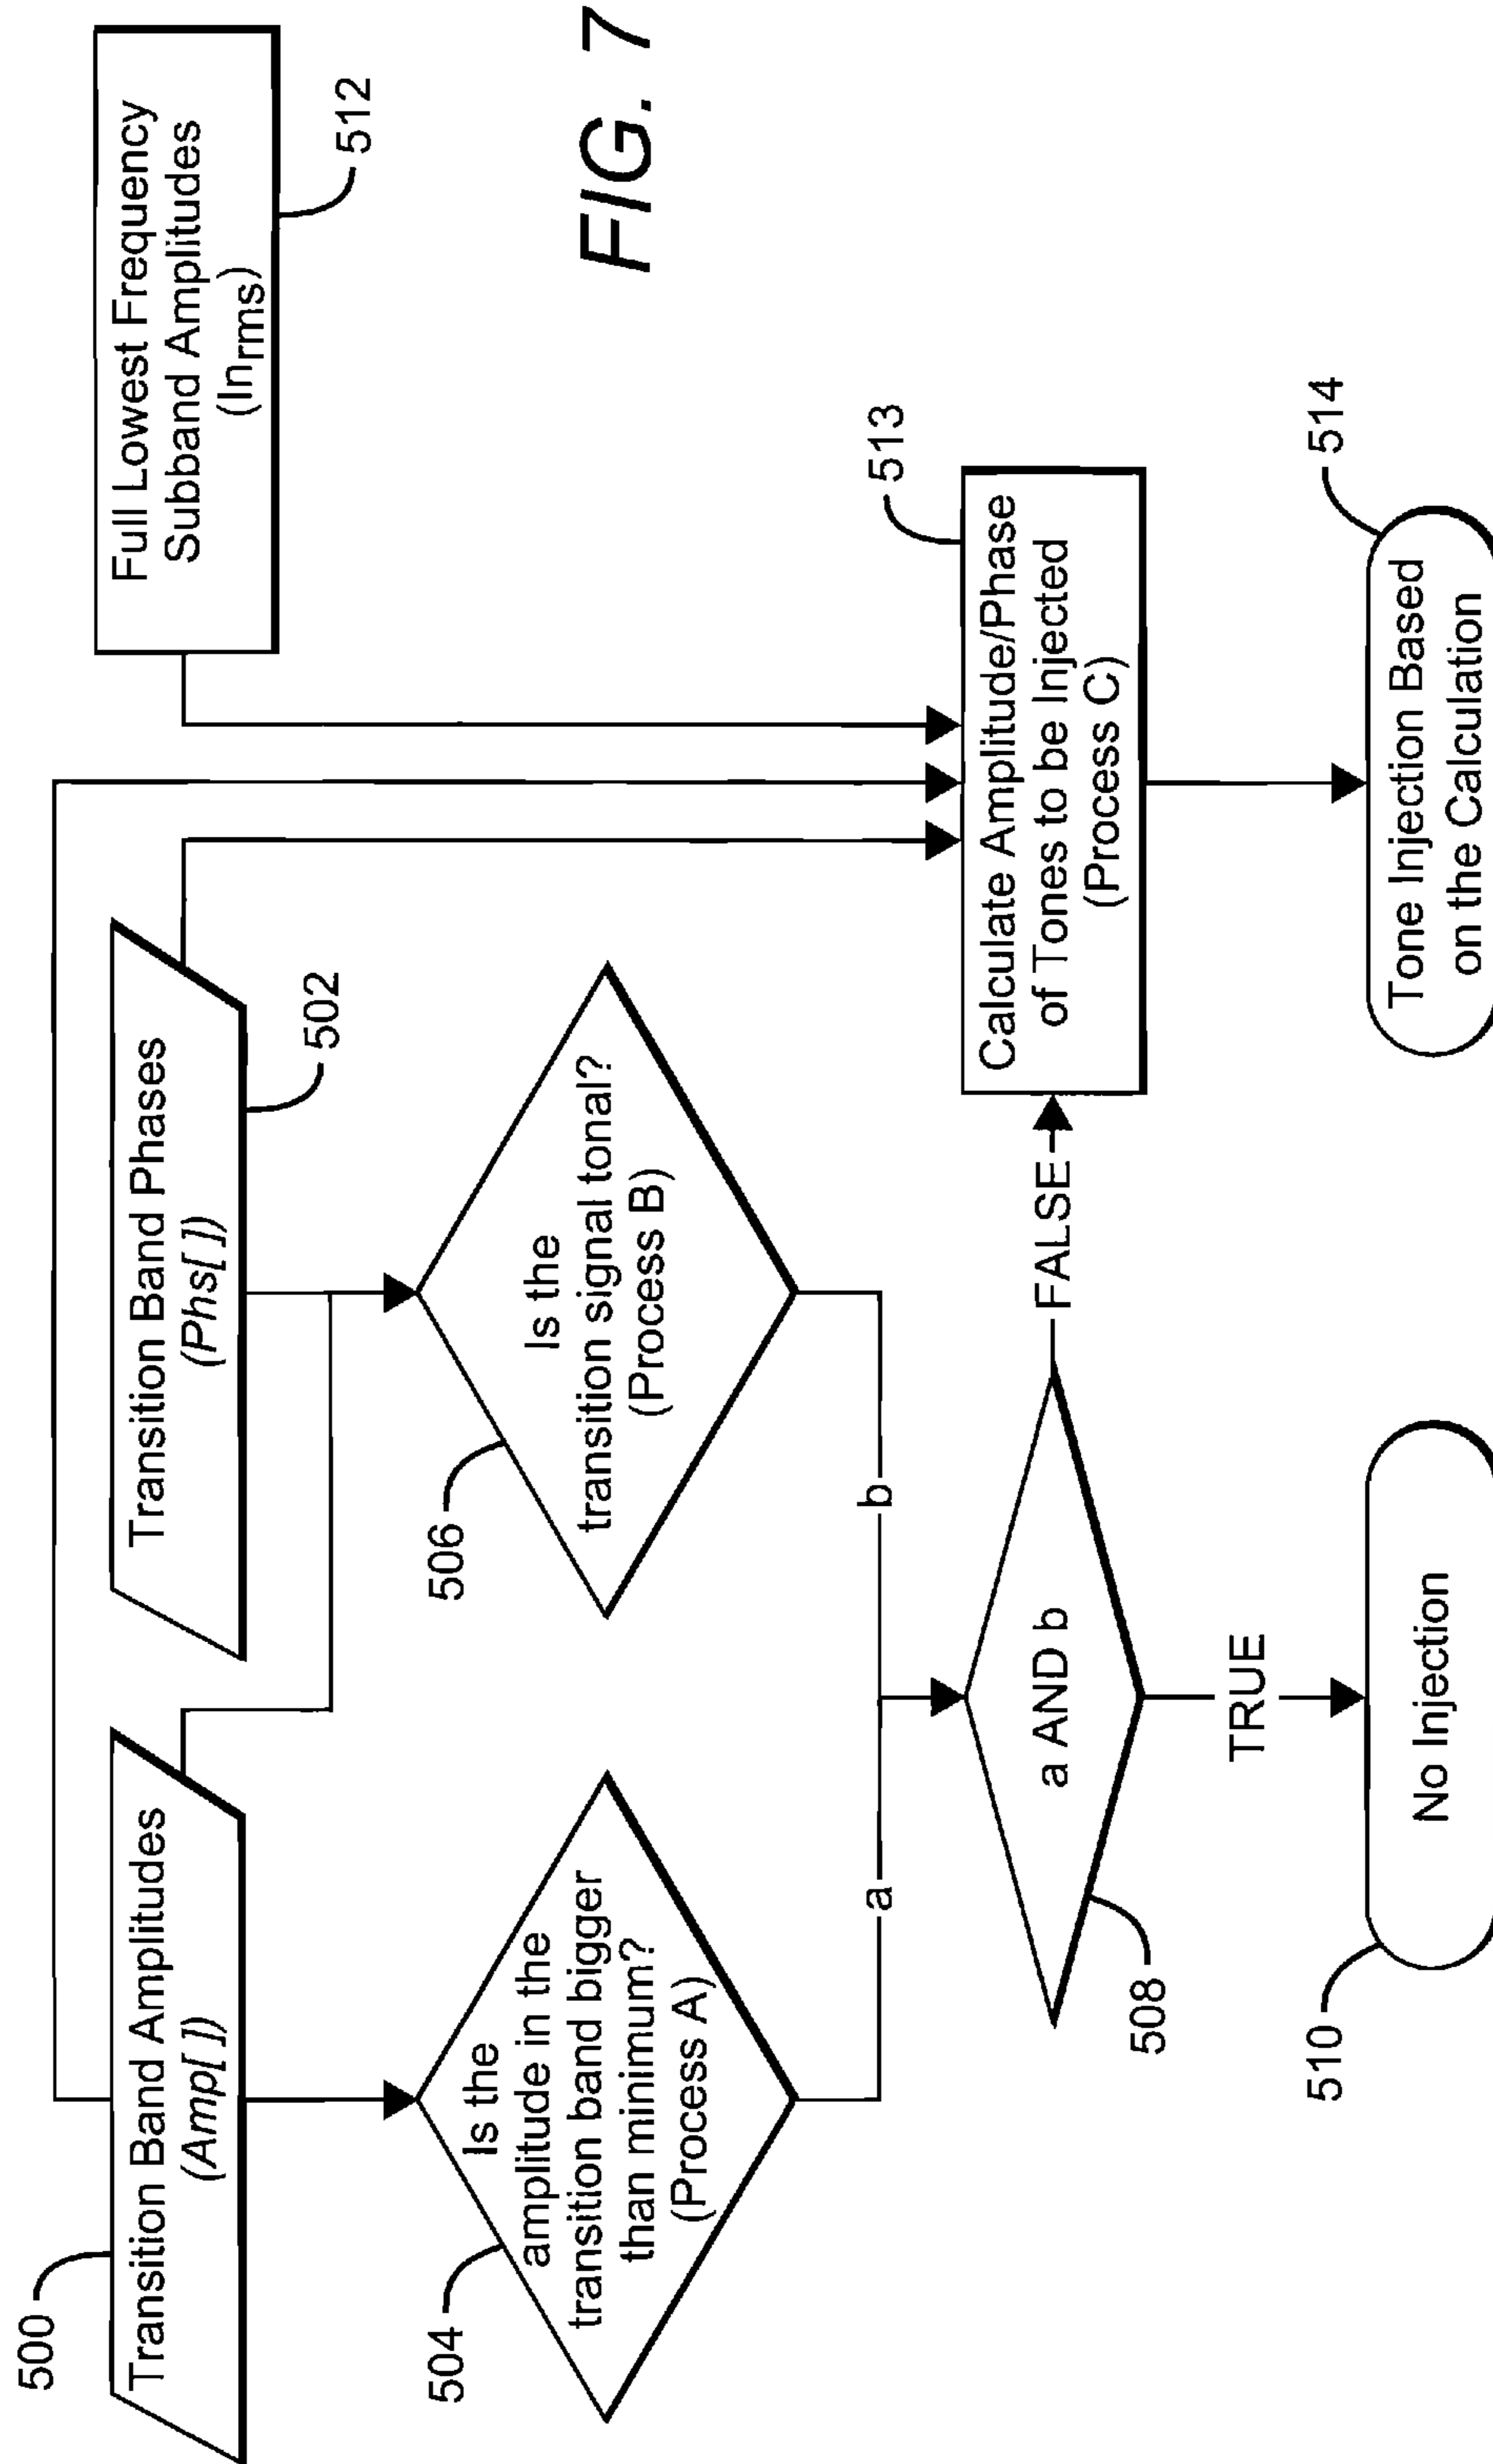 500
Transition Band Amplitudes
(Amp[ ])
Transition Band Phases
(Phs[ ])
502
Full Lowest Frequency
Subband Amplitudes
(Inrms)
512
504
Is the
amplitude in the
transition band bigger
than minimum?
(Process A)
506
Is the
transition signal tonal?
(Process B)
FIG. 7
a
b
508
a AND b
FALSE
TRUE
513
Calculate Amplitude/Phase
of Tones to be Injected
(Process C)
510
No Injection
514
Tone Injection Based
on the Calculation